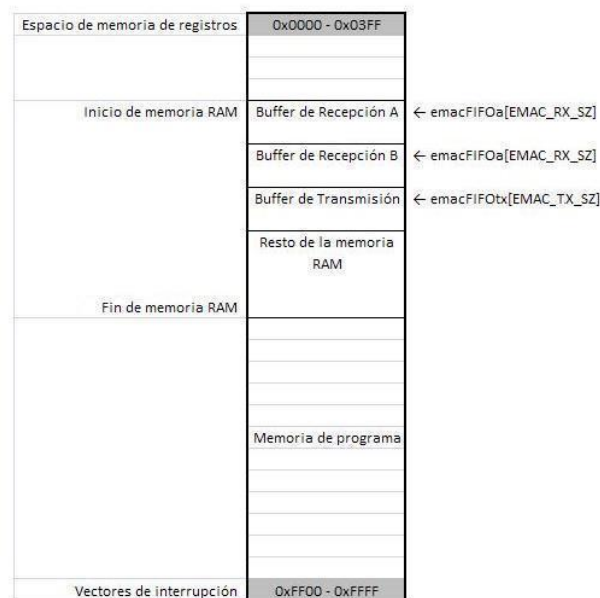 Espacio de memoria de registros 0x0000 - 0x03FF
Inicio de memoria RAM Buffer de Recepción A ← emacFIFOa[EMAC_RX_SZ]
Buffer de Recepción B ← emacFIFOa[EMAC_RX_SZ]
Buffer de Transmisión ← emacFIFOtx[EMAC_TX_SZ]
Resto de la memoria
RAM
Fin de memoria RAM
Memoria de programa
Vectores de interrupción 0xFF00 - 0xFFFF